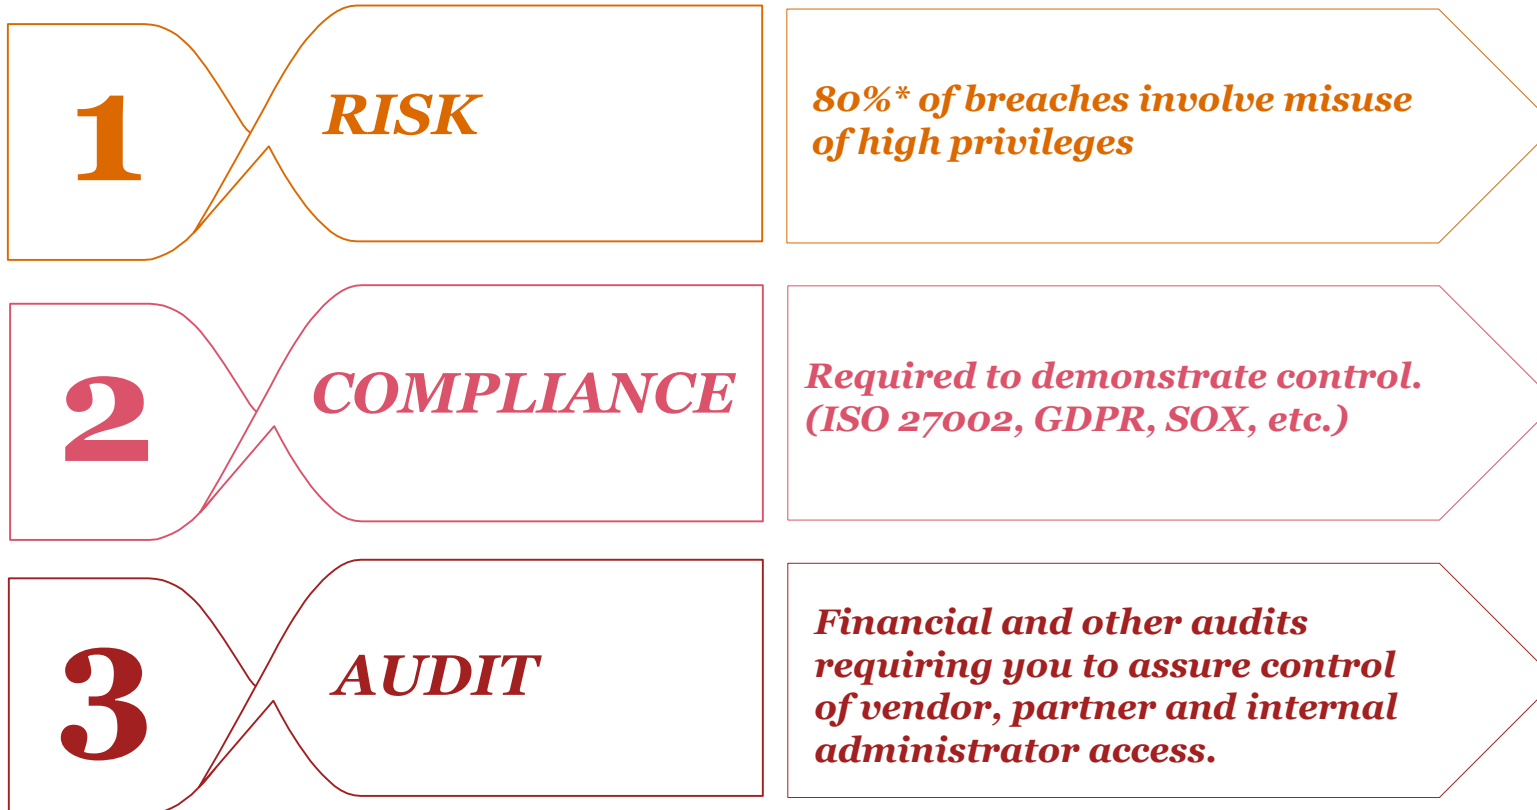 1
RISK
80%* of breaches involve misuse
of high privileges
2
COMPLIANCE
Required to demonstrate control.
(ISO 27002, GDPR, SOX, etc.)
3
AUDIT
Financial and other audits
requiring you to assure control
of vendor, partner and internal
administrator access.